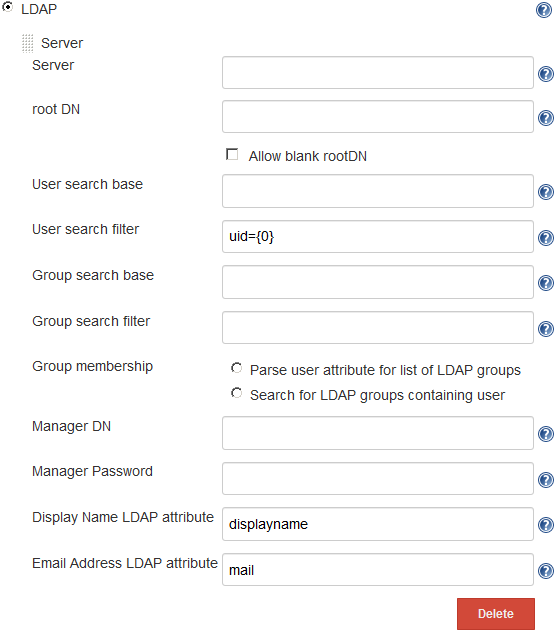 LDAP
Server
Server
root DN
Allow blank rootDN
User search base
User search filter uid={0}
Group search base
Group search filter
Group membership Parse user attribute for list of LDAP groups
Search for LDAP groups containing user
Manager DN
Manager Password
Display Name LDAP attribute displayname
Email Address LDAP attribute mail
Delete